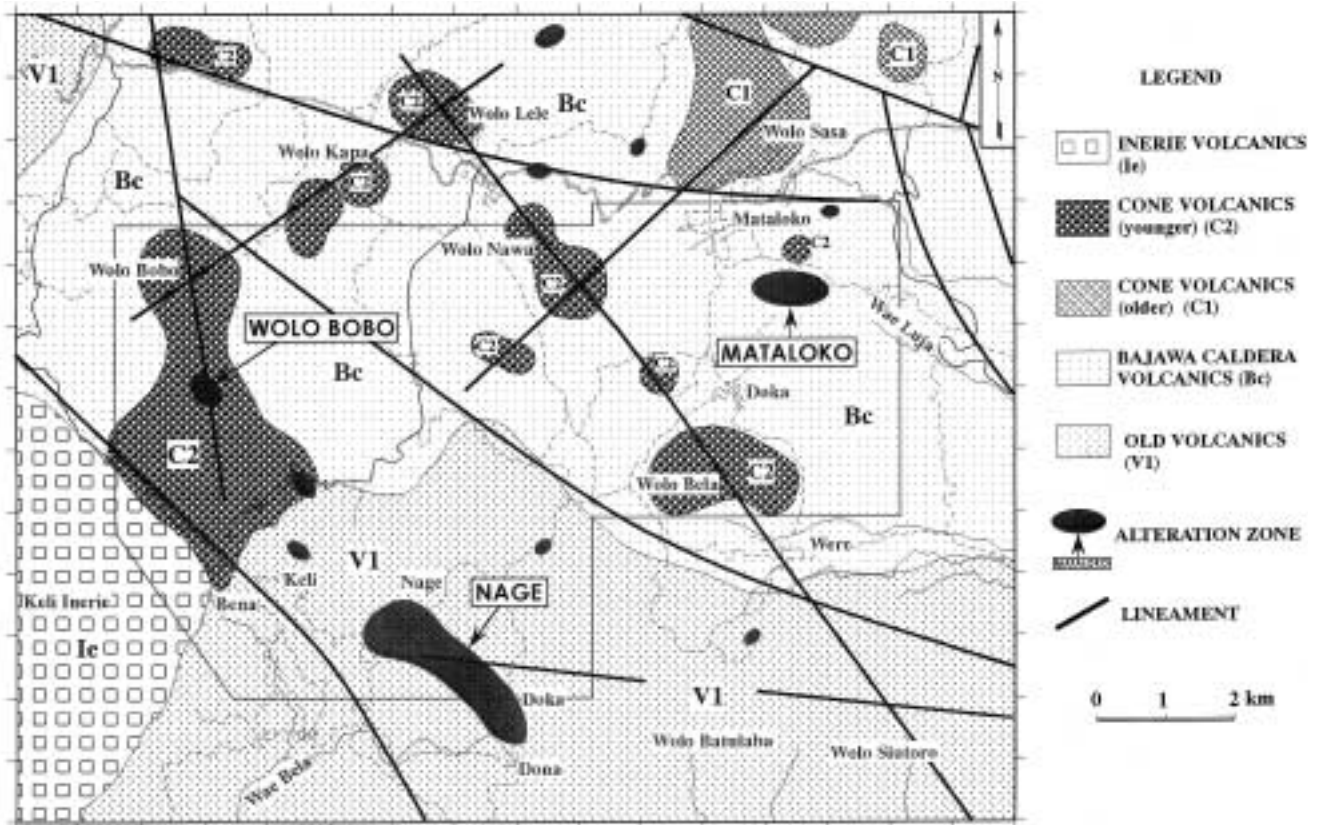 V1
C2
C2
Wolo Lele
Bc
C1
C1
Wolo Sasa
Wolo Kapa
C2
Bc
Mataloko
C2
Wolo Nawa
C2
Wolo Bobo
WOLO BOBO
MATALOKO
Wae Luja
C2
Bc
C2
Doka
Bc
C2
C2
Wolo Bela
Were
V1
Keli
Nage
NAGE
Keli Inerie
Bena
Ie
Doka
V1
Wolo Batulaba
Wolo Siutoro
Dona
Wae Bela
LEGEND
INERIE VOLCANICS
(Ie)
CONE VOLCANICS
(younger) (C2)
CONE VOLCANICS
(older) (C1)
BAJAWA CALDERA
VOLCANICS (Bc)
OLD VOLCANICS
(V1)
ALTERATION ZONE
LINEAMENT
0 1 2 km